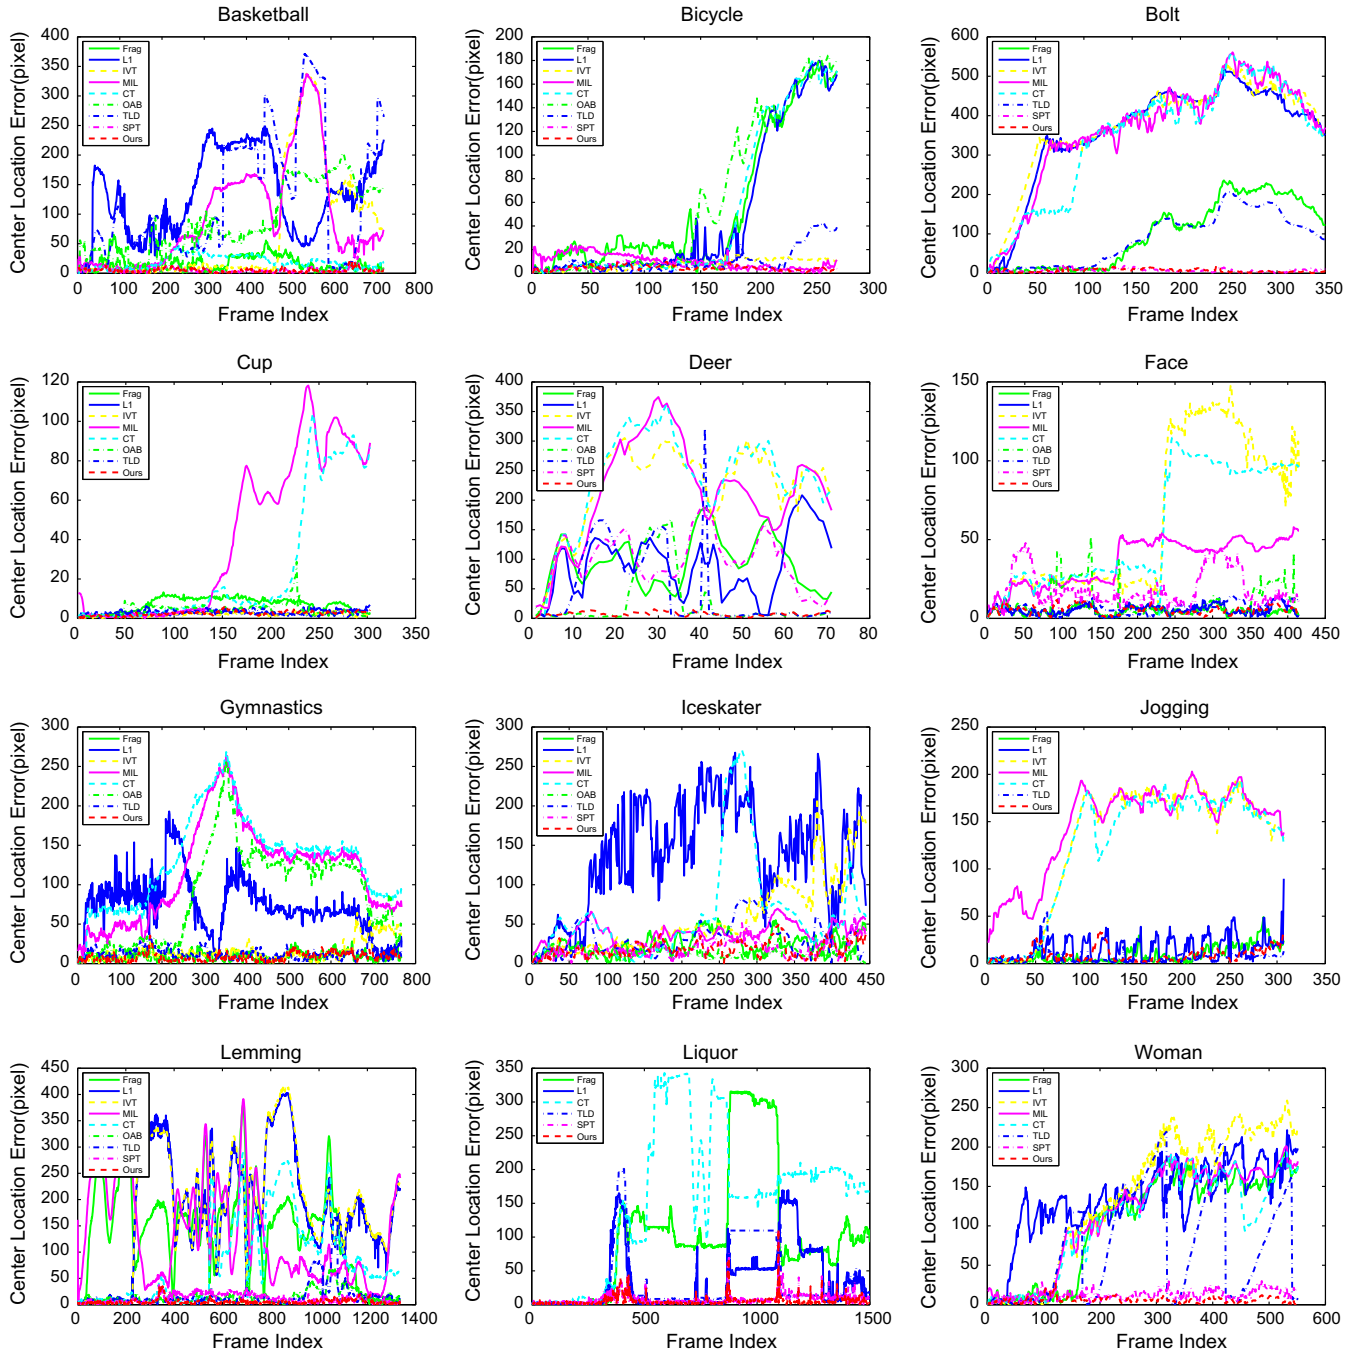 Basketball
Center Location Error(pixel)
400
350
300
250
200
150
100
50
0
Frag
L1
IVT
MIL
CT
OAB
TLD
SPT
Ours
0 100 200 300 400 500 600 700 800
Frame Index
Bicycle
Center Location Error(pixel)
200
180
160
140
120
100
80
60
40
20
0
Frag
L1
IVT
MIL
CT
OAB
TLD
SPT
Ours
0 50 100 150 200 250 300
Frame Index
Bolt
Center Location Error(pixel)
600
500
400
300
200
100
0
Frag
L1
IVT
MIL
CT
OAB
TLD
SPT
Ours
0 50 100 150 200 250 300 350
Frame Index
Cup
Center Location Error(pixel)
120
100
80
60
40
20
0
Frag
L1
IVT
MIL
CT
OAB
TLD
Ours
0 50 100 150 200 250 300 350
Frame Index
Deer
Center Location Error(pixel)
400
350
300
250
200
150
100
50
0
Frag
L1
IVT
MIL
CT
OAB
TLD
SPT
Ours
0 10 20 30 40 50 60 70 80
Frame Index
Face
Center Location Error(pixel)
150
100
50
0
Frag
L1
IVT
MIL
CT
OAB
TLD
SPT
Ours
0 50 100 150 200 250 300 350 400 450
Frame Index
Gymnastics
Center Location Error(pixel)
300
250
200
150
100
50
0
Frag
L1
IVT
MIL
CT
OAB
TLD
Ours
0 100 200 300 400 500 600 700 800
Frame Index
Iceskater
Center Location Error(pixel)
300
250
200
150
100
50
0
Frag
L1
IVT
MIL
CT
OAB
TLD
SPT
Ours
0 50 100 150 200 250 300 350 400 450
Frame Index
Jogging
Center Location Error(pixel)
250
200
150
100
50
0
Frag
L1
IVT
MIL
CT
OAB
TLD
Ours
0 50 100 150 200 250 300 350
Frame Index
Lemming
Center Location Error(pixel)
450
400
350
300
250
200
150
100
50
0
Frag
L1
IVT
MIL
CT
OAB
TLD
SPT
Ours
0 200 400 600 800 1000 1200 1400
Frame Index
Liquor
Center Location Error(pixel)
350
300
250
200
150
100
50
0
Frag
L1
CT
TLD
SPT
Ours
500 1000 1500
Frame Index
Woman
Center Location Error(pixel)
300
250
200
150
100
50
0
Frag
L1
IVT
MIL
CT
TLD
SPT
Ours
0 100 200 300 400 500 600
Frame Index